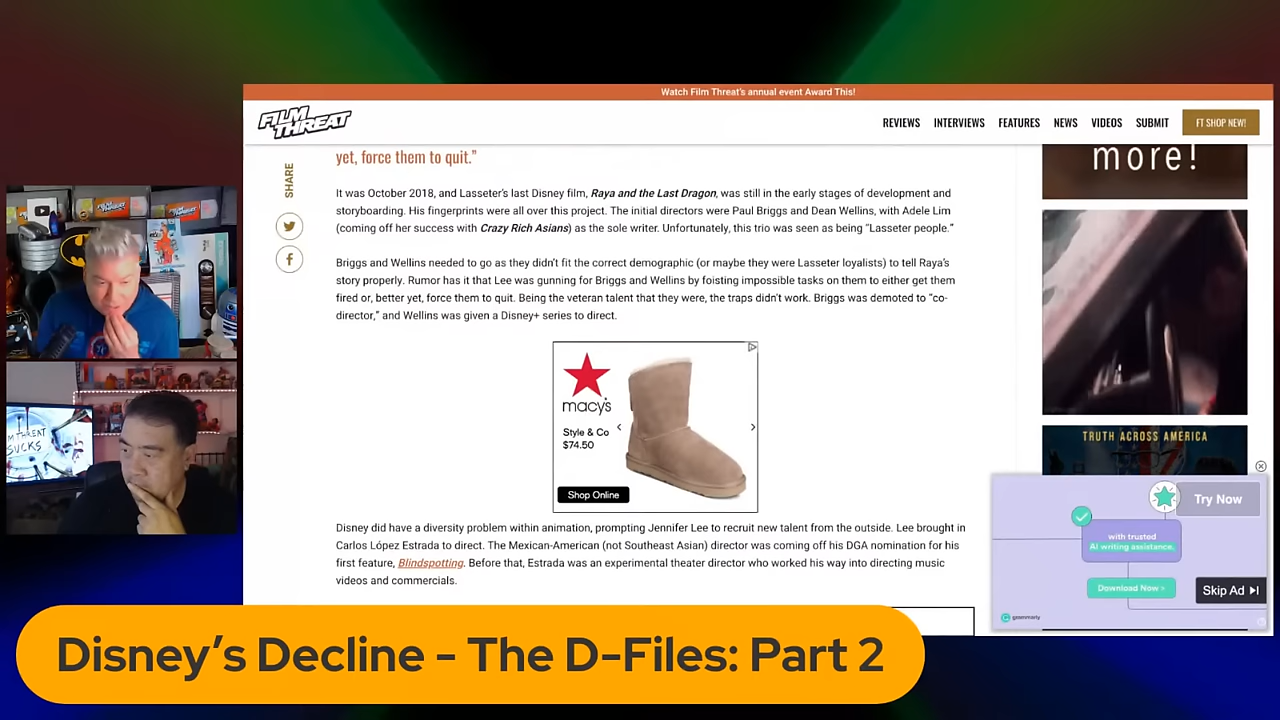 Watch Film Threat's annual event Award This!
FILM THREAT
REVIEWS INTERVIEWS FEATURES NEWS VIDEOS SUBMIT FT SHOP NEW!
SHARE
yet, force them to quit.”
It was October 2018, and Lasseter’s last Disney film, Raya and the Last Dragon, was still in the early stages of development and
storyboarding. His fingerprints were all over this project. The initial directors were Paul Briggs and Dean Wellins, with Adele Lim
(coming off her success with Crazy Rich Asians) as the sole writer. Unfortunately, this trio was seen as being “Lasseter people.”
Briggs and Wellins needed to go as they didn’t fit the correct demographic (or maybe they were Lasseter loyalists) to tell Raya’s
story properly. Rumor has it that Lee was gunning for Briggs and Wellins by foisting impossible tasks on them to either get them
fired or, better yet, force them to quit. Being the veteran talent that they were, the traps didn’t work. Briggs was demoted to “co-
director,” and Wellins was given a Disney+ series to direct.
macy's
Style & Co
$74.50
Shop Online
Disney did have a diversity problem within animation, prompting Jennifer Lee to recruit new talent from the outside. Lee brought in
Carlos López Estrada to direct. The Mexican-American (not Southeast Asian) director was coming off his DGA nomination for his
first feature, Blindspotting. Before that, Estrada was an experimental theater director who worked his way into directing music
videos and commercials.
more!
TRUTH ACROSS AMERICA
Try Now
with trusted
AI writing assistance.
Download Now >
Skip Ad
grammarly
THREAT
SUCKS
Disney’s Decline - The D-Files: Part 2